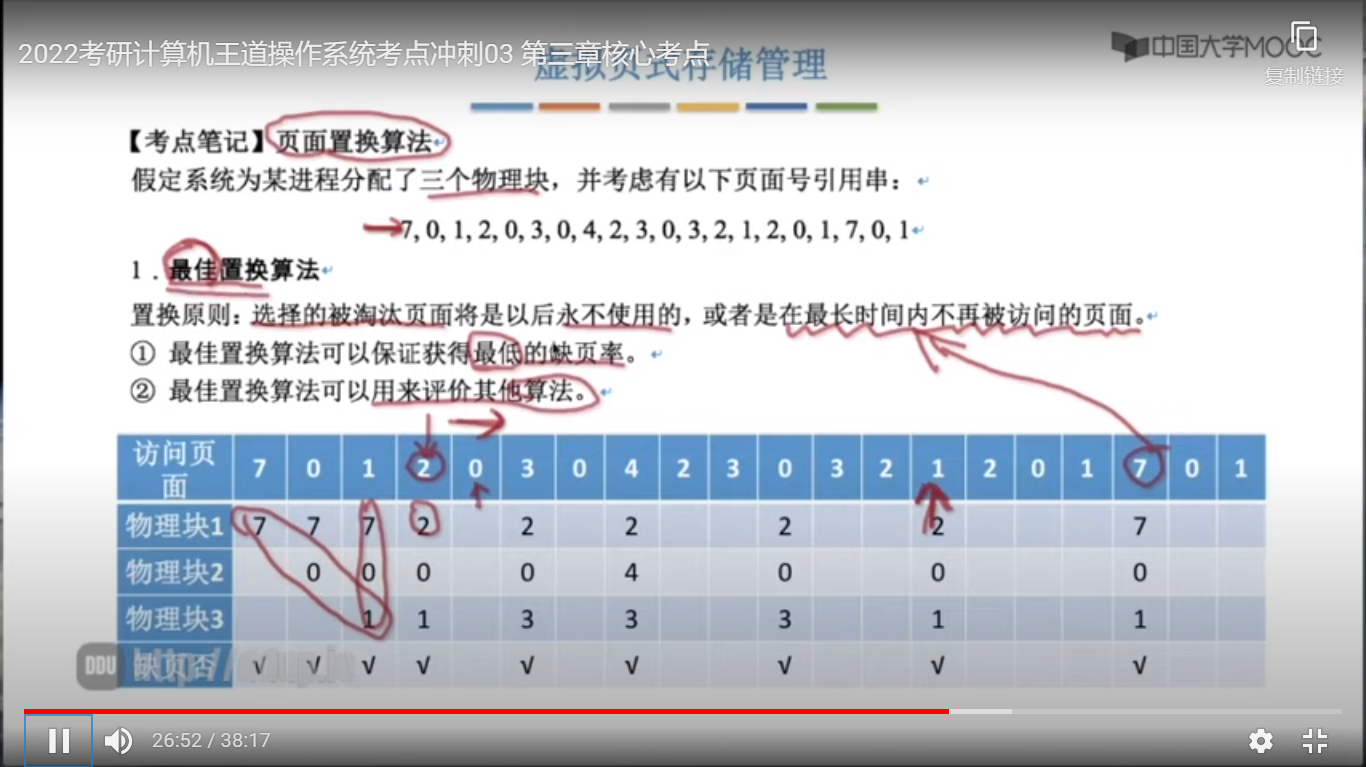 2022考研计算机王道操作系统考点冲刺03 第三章核心考点
虚拟页式存储管理
中国大学MOOC
复制链接
【考点笔记】页面置换算法
假定系统为某进程分配了三个物理块，并考虑有以下页面号引用串：
7, 0, 1, 2, 0, 3, 0, 4, 2, 3, 0, 3, 2, 1, 2, 0, 1, 7, 0, 1
1．最佳置换算法
置换原则: 选择的被淘汰页面将是以后永不使用的，或者是在最长时间内不再被访问的页面。
① 最佳置换算法可以保证获得最低的缺页率。
② 最佳置换算法可以用来评价其他算法。
访问页面 7 0 1 2 0 3 0 4 2 3 0 3 2 1 2 0 1 7 0 1
物理块1 7 7 7 2 2 2 2 2 7
物理块2 0 0 0 0 4 0 0 0
物理块3 1 1 3 3 3 1 1
缺页否 √ √ √ √ √ √ √ √ √
DDU
26:52 / 38:17